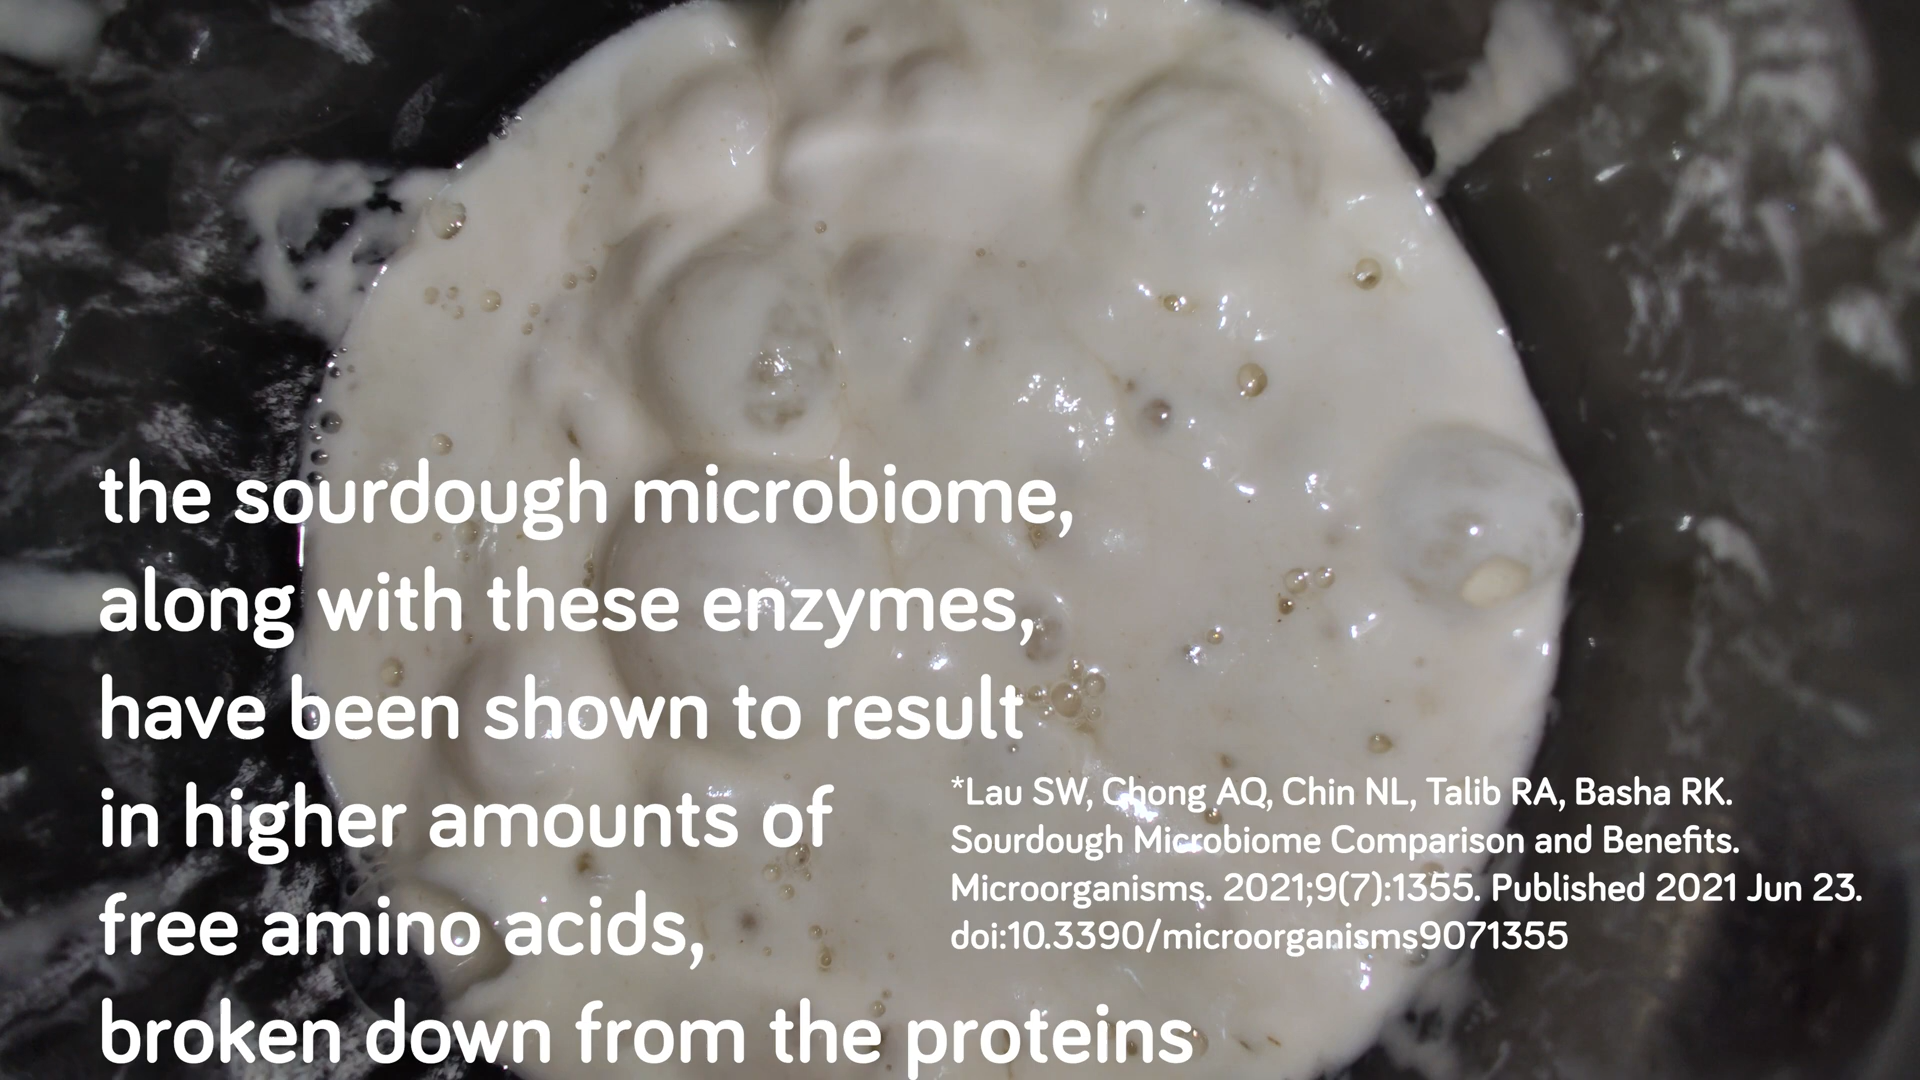 the sourdough microbiome,
along with these enzymes,
have been shown to result
in higher amounts of
free amino acids,
broken down from the proteins
*Lau SW, Chong AQ, Chin NL, Talib RA, Basha RK.
Sourdough Microbiome Comparison and Benefits.
Microorganisms. 2021;9(7):1355. Published 2021 Jun 23.
doi:10.3390/microorganisms9071355